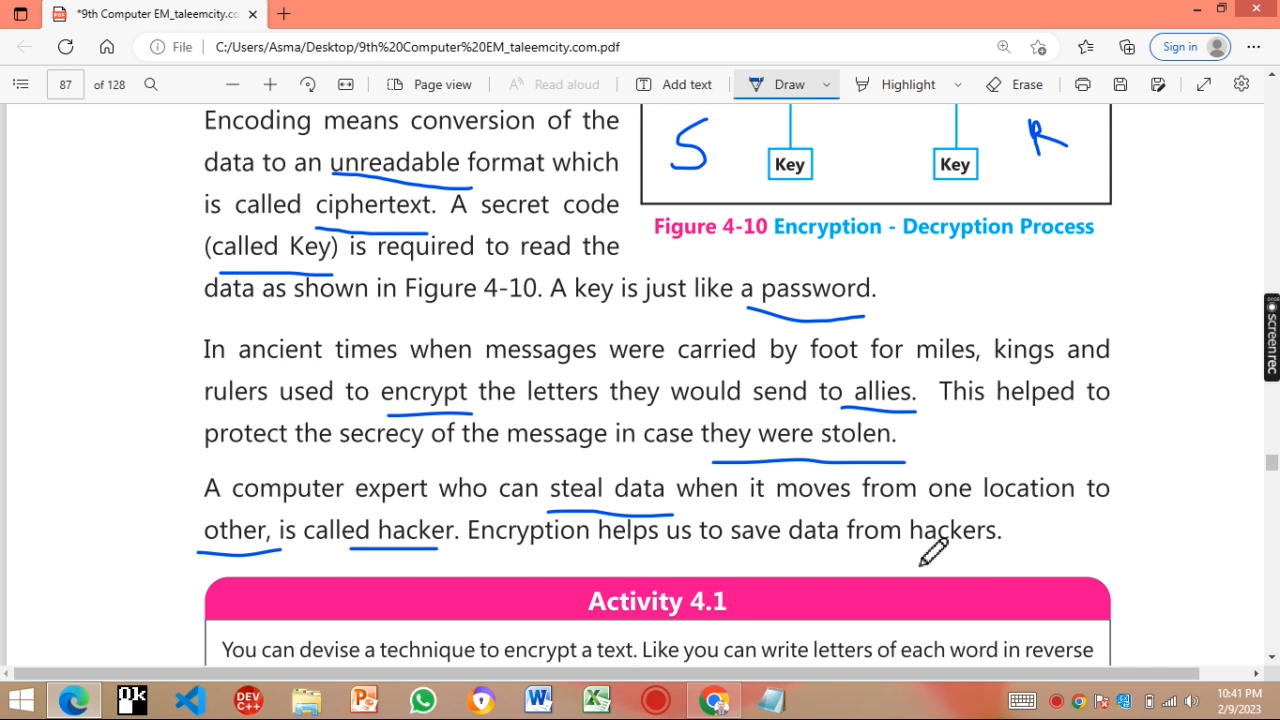 *9th Computer EM_taleemcity.co
File
C:/Users/Asma/Desktop/9th%20Computer%20EM_taleemcity.com.pdf
Sign in
87 of 128
Page view
Read aloud
Add text
Draw
Highlight
Erase
Encoding means conversion of the
data to an unreadable format which
is called ciphertext. A secret code
(called Key) is required to read the
data as shown in Figure 4-10. A key is just like a password.
S
Key
Key
R
Figure 4-10 Encryption - Decryption Process
In ancient times when messages were carried by foot for miles, kings and
rulers used to encrypt the letters they would send to allies. This helped to
protect the secrecy of the message in case they were stolen.
A computer expert who can steal data when it moves from one location to
other, is called hacker. Encryption helps us to save data from hackers.
Activity 4.1
You can devise a technique to encrypt a text. Like you can write letters of each word in reverse
screenrec
DEV
C++
10:41 PM
2/9/2023